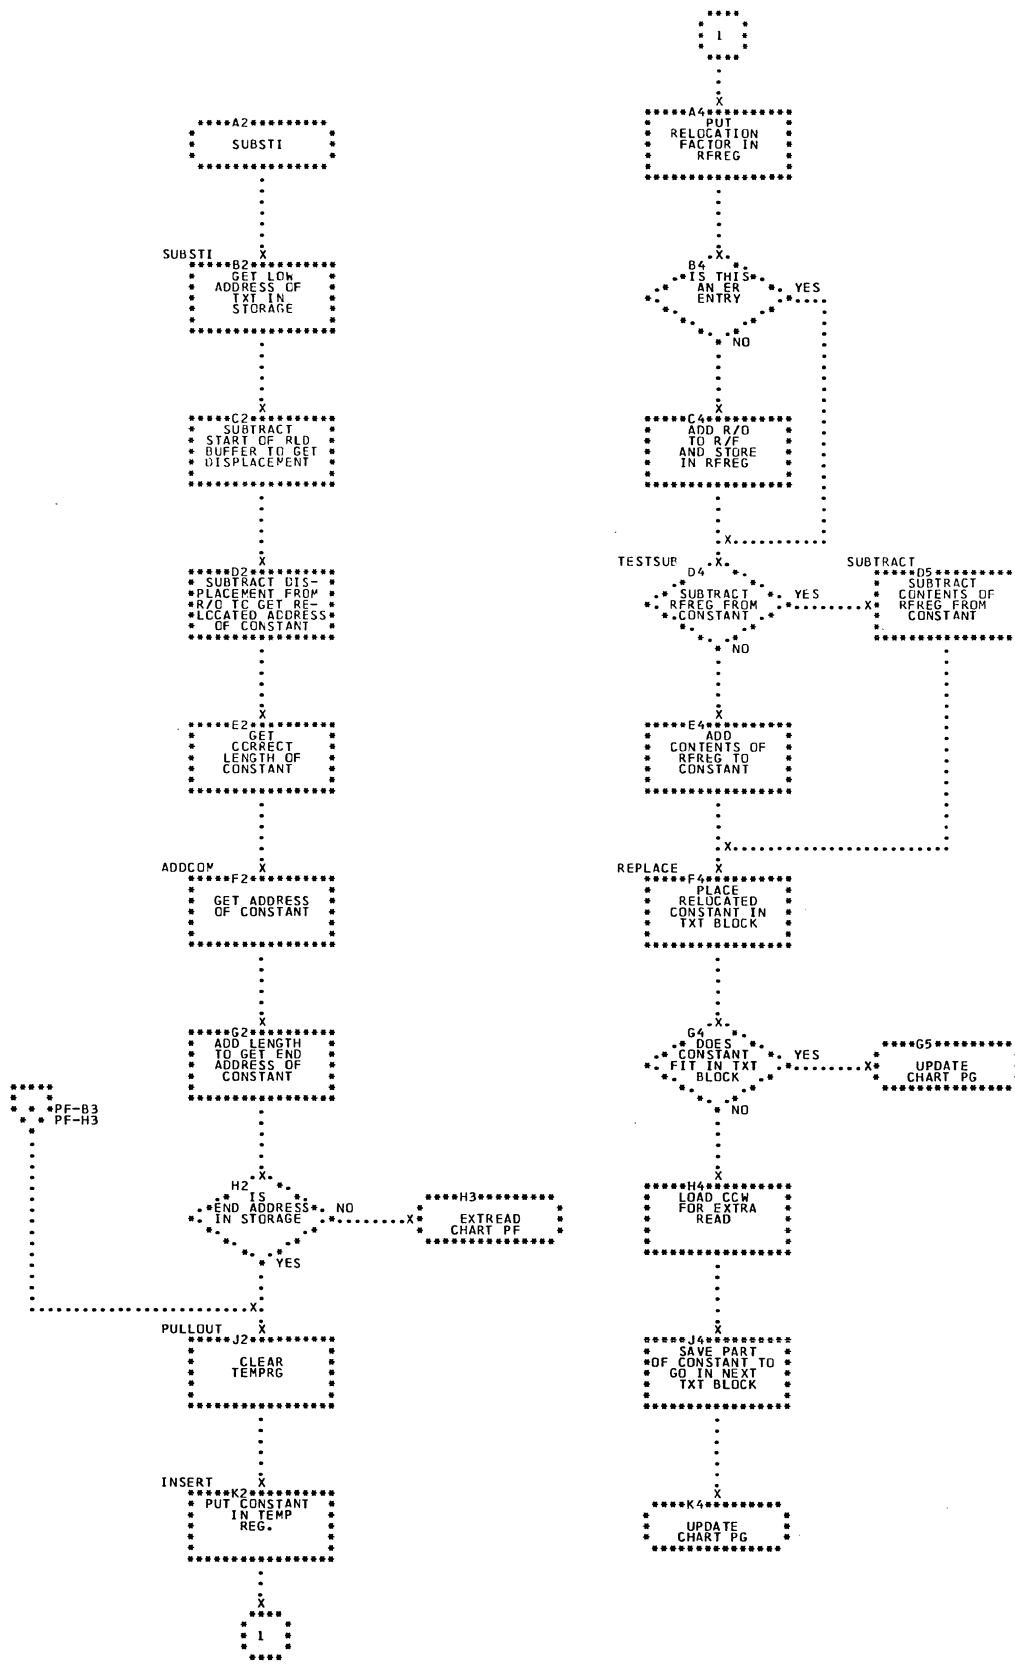 A2
SUBSTI
SUBSTI
B2
GET LOW
ADDRESS OF
TXT IN
STORAGE
C2
SUBTRACT
START OF RLD
BUFFER TO GET
DISPLACEMENT
D2
SUBTRACT DIS-
PLACEMENT FROM
R/O TO GET RE-
LOCATED ADDRESS
OF CONSTANT
E2
GET
CORRECT
LENGTH OF
CONSTANT
ADDCOM
F2
GET ADDRESS
OF CONSTANT
G2
ADD LENGTH
TO GET END
ADDRESS OF
CONSTANT
PF-B3
PF-H3
H2
IS
END ADDRESS
IN STORAGE
NO
YES
H3
EXTREAD
CHART PF
PULLOUT
J2
CLEAR
TEMPRG
INSERT
K2
PUT CONSTANT
IN TEMP
REG.
1
1
A4
PUT
RELOCATION
FACTOR IN
RFREG
B4
IS THIS
AN ER
ENTRY
YES
NO
C4
ADD R/O
TO R/F
AND STORE
IN RFREG
TESTSUB
D4
SUBTRACT
RFREG FROM
CONSTANT
YES
NO
SUBTRACT
D5
SUBTRACT
CONTENTS OF
RFREG FROM
CONSTANT
E4
ADD
CONTENTS OF
RFREG TO
CONSTANT
REPLACE
F4
PLACE
RELOCATED
CONSTANT IN
TXT BLOCK
G4
DOES
CONSTANT
FIT IN TXT
BLOCK
YES
NO
G5
UPDATE
CHART PG
H4
LOAD CCW
FOR EXTRA
READ
J4
SAVE PART
OF CONSTANT TO
GO IN NEXT
TXT BLOCK
K4
UPDATE
CHART PG